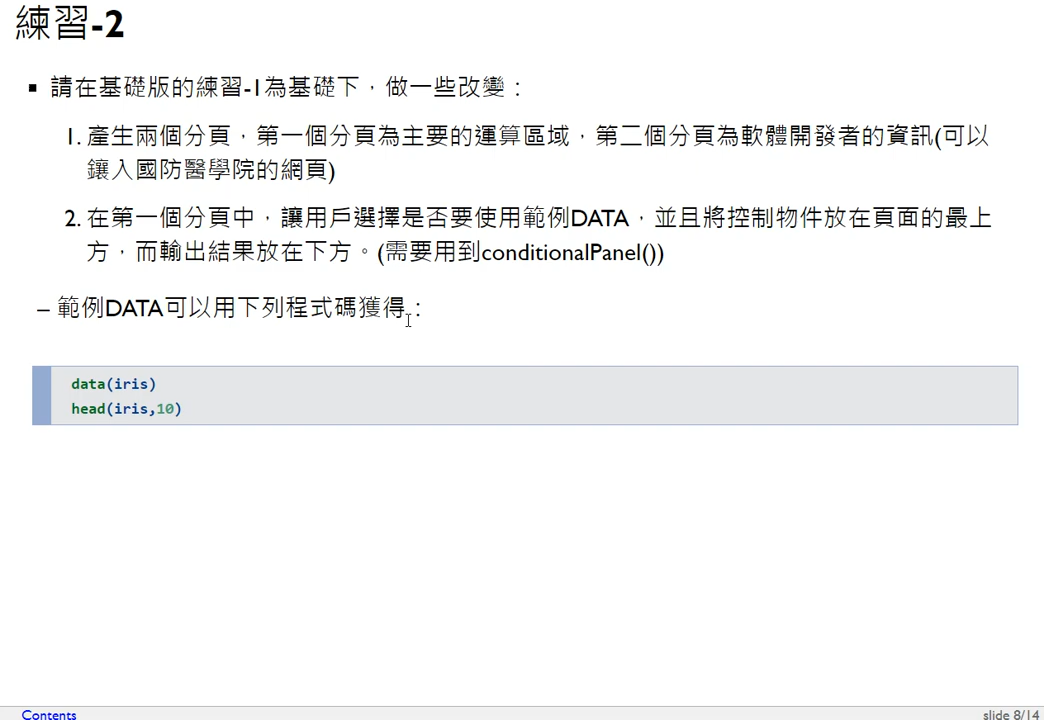 練習-2
請在基礎版的練習-1為基礎下，做一些改變：
1. 產生兩個分頁，第一個分頁為主要的運算區域，第二個分頁為軟體開發者的資訊(可以
鑲入國防醫學院的網頁)
2. 在第一個分頁中，讓用戶選擇是否要使用範例DATA，並且將控制物件放在頁面的最上
方，而輸出結果放在下方。(需要用到conditionalPanel())
– 範例DATA可以用下列程式碼獲得：
data(iris)
head(iris,10)
Contents
slide 8/14